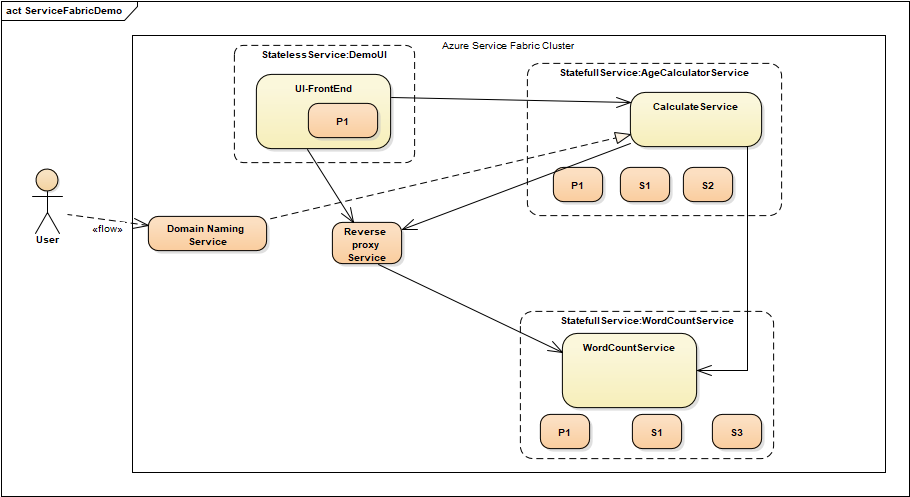 act ServiceFabricDemo
Azure Service Fabric Cluster
StatelessService:DemoUI
UI-FrontEnd
P1
StatefullService:AgeCalculatorService
CalculateService
P1
S1
S2
User
«flow»
Domain Naming
Service
Reverse
proxy
Service
StatefullService:WordCountService
WordCountService
P1
S1
S3